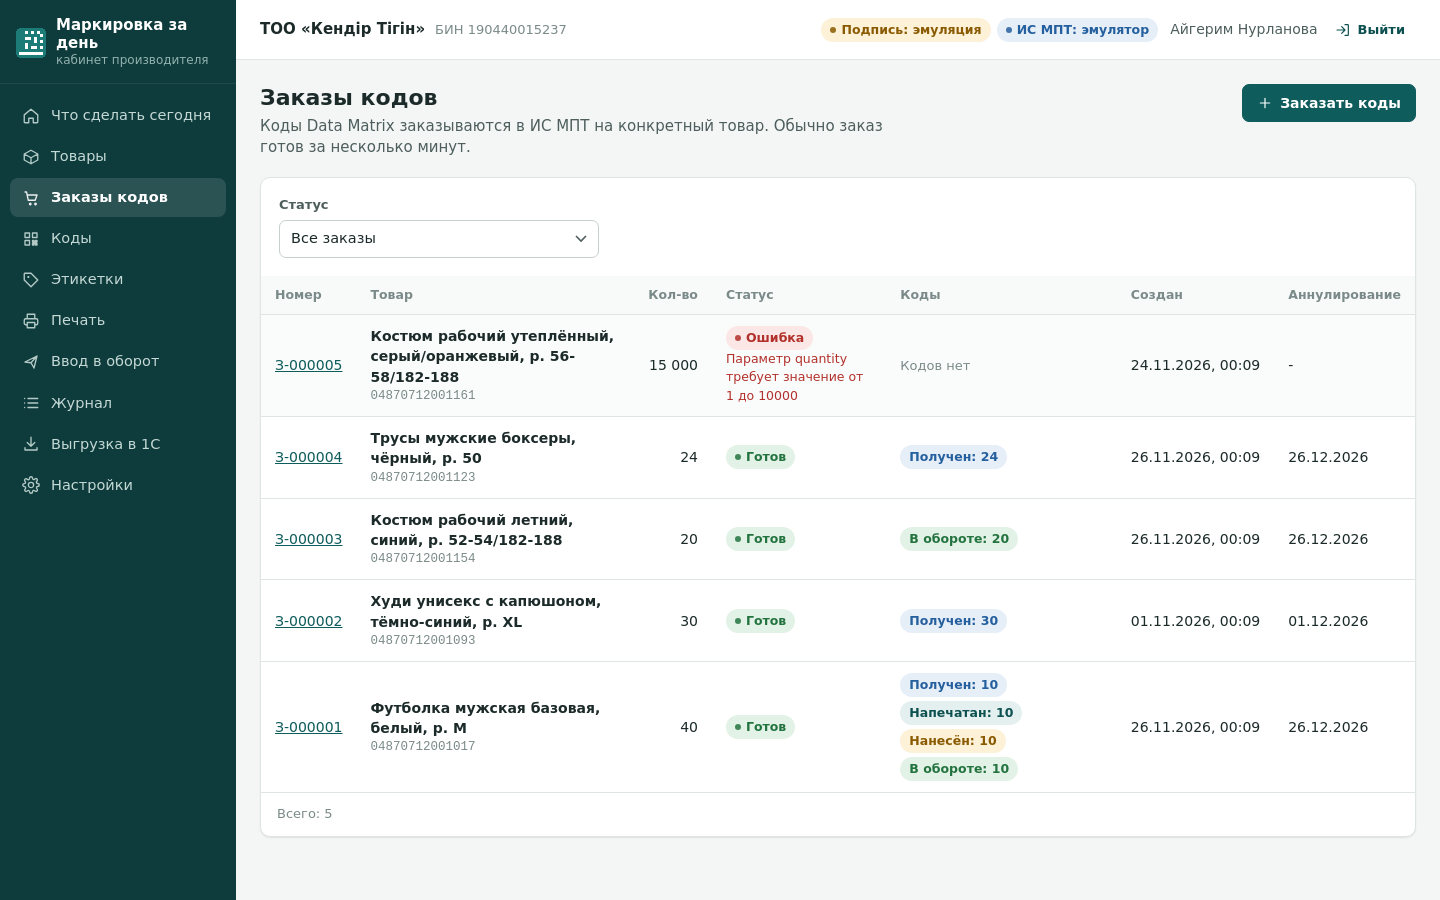 Маркировка за
день
кабинет производителя
Что сделать сегодня
Товары
Заказы кодов
Коды
Этикетки
Печать
Ввод в оборот
Журнал
Выгрузка в 1С
Настройки
ТОО «Кендір Тігін» БИН 190440015237
Подпись: эмуляция
ИС МПТ: эмулятор
Айгерим Нурланова
Выйти
Заказы кодов
Коды Data Matrix заказываются в ИС МПТ на конкретный товар. Обычно заказ
готов за несколько минут.
Заказать коды
Статус
Все заказы
Номер Товар Кол-во Статус Коды Создан Аннулирование
З-000005
Костюм рабочий утеплённый,
серый/оранжевый, р. 56-
58/182-188
04870712001161
15 000
Ошибка
Параметр quantity
требует значение от
1 до 10000
Кодов нет
24.11.2026, 00:09
-
З-000004
Трусы мужские боксеры,
чёрный, р. 50
04870712001123
24
Готов
Получен: 24
26.11.2026, 00:09
26.12.2026
З-000003
Костюм рабочий летний,
синий, р. 52-54/182-188
04870712001154
20
Готов
В обороте: 20
26.11.2026, 00:09
26.12.2026
З-000002
Худи унисекс с капюшоном,
тёмно-синий, р. XL
04870712001093
30
Готов
Получен: 30
01.11.2026, 00:09
01.12.2026
З-000001
Футболка мужская базовая,
белый, р. M
04870712001017
40
Готов
Получен: 10
Напечатан: 10
Нанесён: 10
В обороте: 10
26.11.2026, 00:09
26.12.2026
Всего: 5